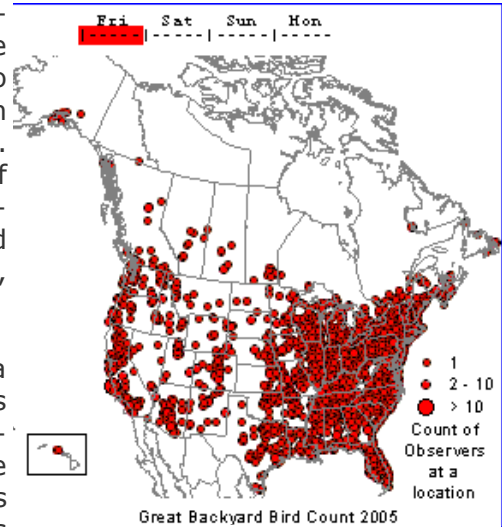 Fri Sat Sun Mon
|-----|-----|-----|-----|
1
2 - 10
> 10
Count of
Observers
at a
location
Great Backyard Bird Count 2005